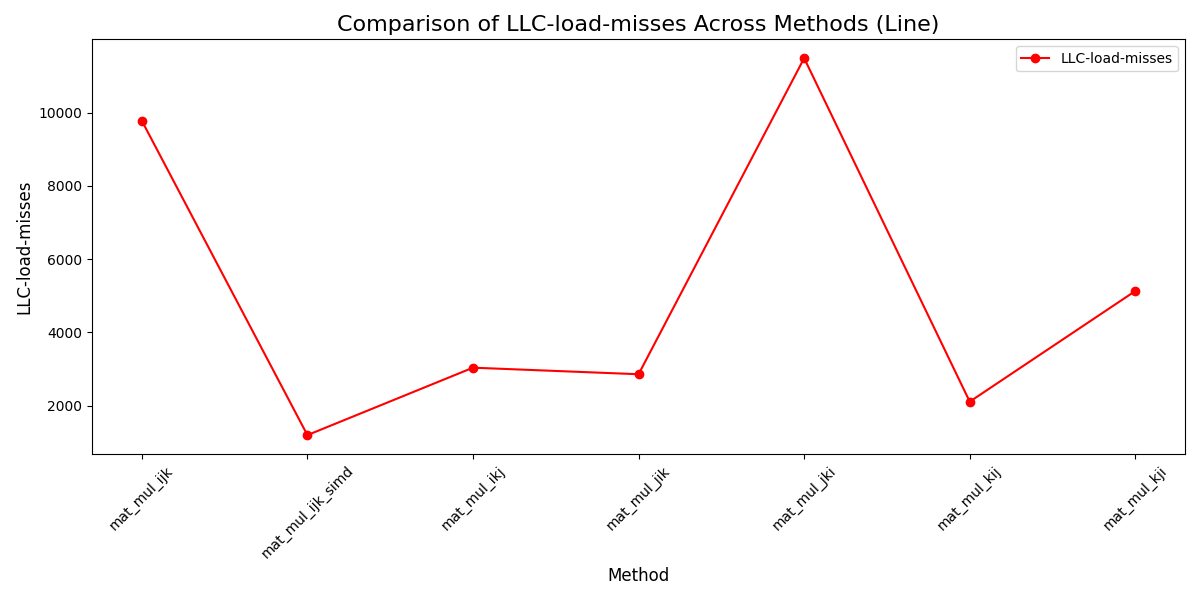 Comparison of LLC-load-misses Across Methods (Line)
LLC-load-misses
10000
8000
6000
4000
2000
LLC-load-misses
mat_mul_ijk
mat_mul_ijk_simd
mat_mul_ikj
mat_mul_jik
mat_mul_jki
mat_mul_kij
mat_mul_kji
Method